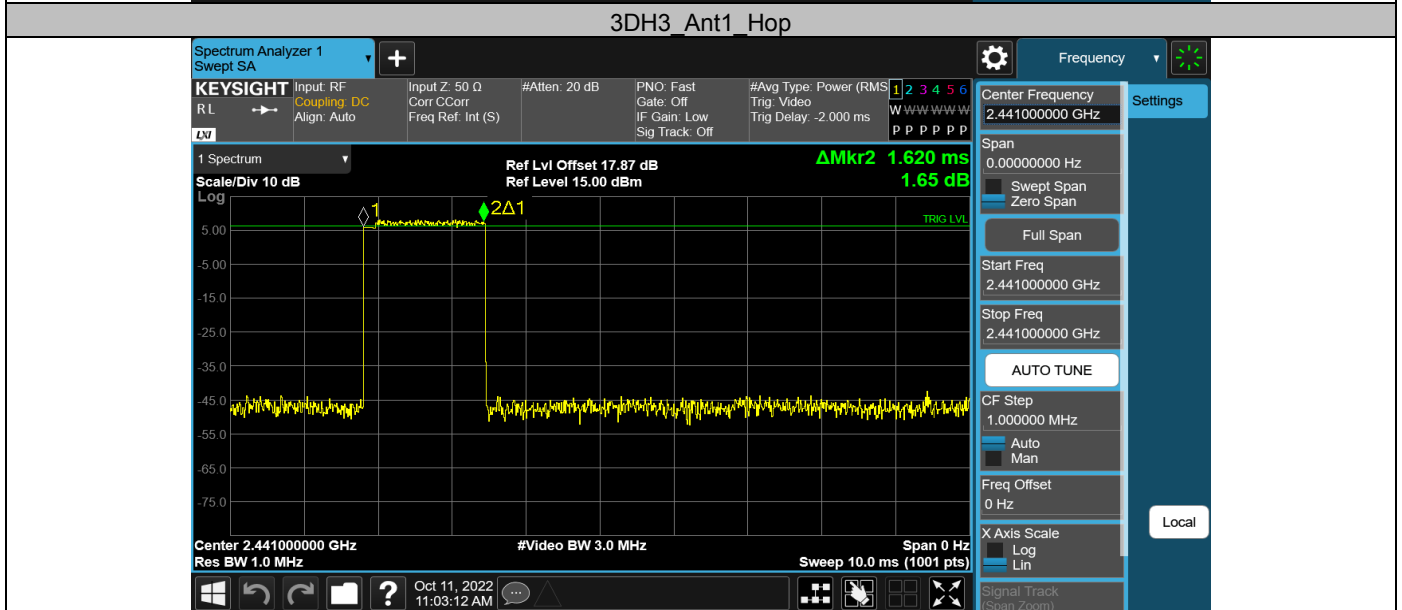 3DH3_Ant1_Hop
Spectrum Analyzer 1
Swept SA
+
Frequency
KEYSIGHT
RL
LXI
Input: RF
Coupling: DC
Align: Auto
Input Z: 50 Ω
Corr CCorr
Freq Ref: Int (S)
#Atten: 20 dB
PNO: Fast
Gate: Off
IF Gain: Low
Sig Track: Off
#Avg Type: Power (RMS
Trig: Video
Trig Delay: -2.000 ms
1 2 3 4 5 6
W W W W W W
P P P P P P
1 Spectrum
Scale/Div 10 dB
Log
Ref Lvl Offset 17.87 dB
Ref Level 15.00 dBm
ΔMkr2 1.620 ms
1.65 dB
1
2Δ1
TRIG LVL
5.00
-5.00
-15.0
-25.0
-35.0
-45.0
-55.0
-65.0
-75.0
Center 2.441000000 GHz
Res BW 1.0 MHz
#Video BW 3.0 MHz
Span 0 Hz
Sweep 10.0 ms (1001 pts)
?
Oct 11, 2022
11:03:12 AM
Center Frequency
2.441000000 GHz
Span
0.00000000 Hz
Swept Span
Zero Span
Full Span
Start Freq
2.441000000 GHz
Stop Freq
2.441000000 GHz
AUTO TUNE
CF Step
1.000000 MHz
Auto
Man
Freq Offset
0 Hz
X Axis Scale
Log
Lin
Signal Track
(Span Zoom)
Settings
Local